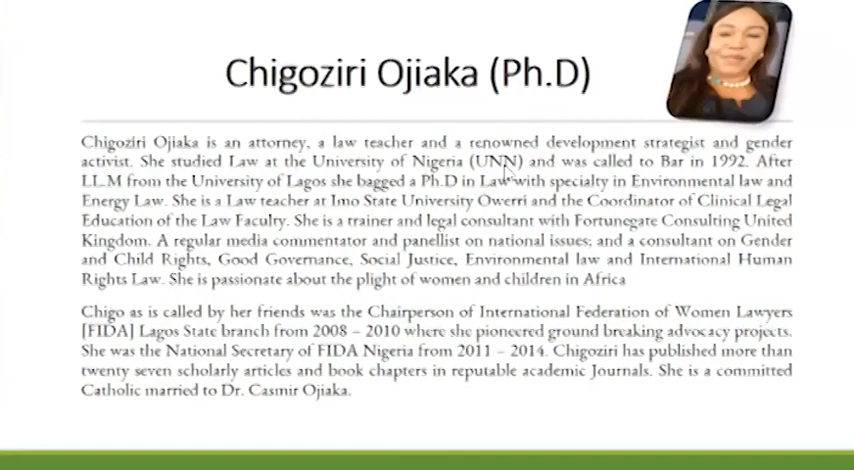 Chigoziri Ojiaka (Ph.D)
Chigoziri Ojiaka is an attorney, a law teacher and a renowned development strategist and gender
activist. She studied Law at the University of Nigeria (UNN) and was called to Bar in 1992. After
LL.M from the University of Lagos she bagged a Ph.D in Law with specialty in Environmental law and
Energy Law. She is a Law teacher at Imo State University Owerri and the Coordinator of Clinical Legal
Education of the Law Faculty. She is a trainer and legal consultant with Fortunegate Consulting United
Kingdom. A regular media commentator and panellist on national issues; and a consultant on Gender
and Child Rights, Good Governance, Social Justice, Environmental law and International Human
Rights Law. She is passionate about the plight of women and children in Africa
Chigo as is called by her friends was the Chairperson of International Federation of Women Lawyers
[FIDA] Lagos State branch from 2008 – 2010 where she pioneered ground breaking advocacy projects.
She was the National Secretary of FIDA Nigeria from 2011 – 2014. Chigoziri has published more than
twenty seven scholarly articles and book chapters in reputable academic Journals. She is a committed
Catholic married to Dr. Casmir Ojiaka.